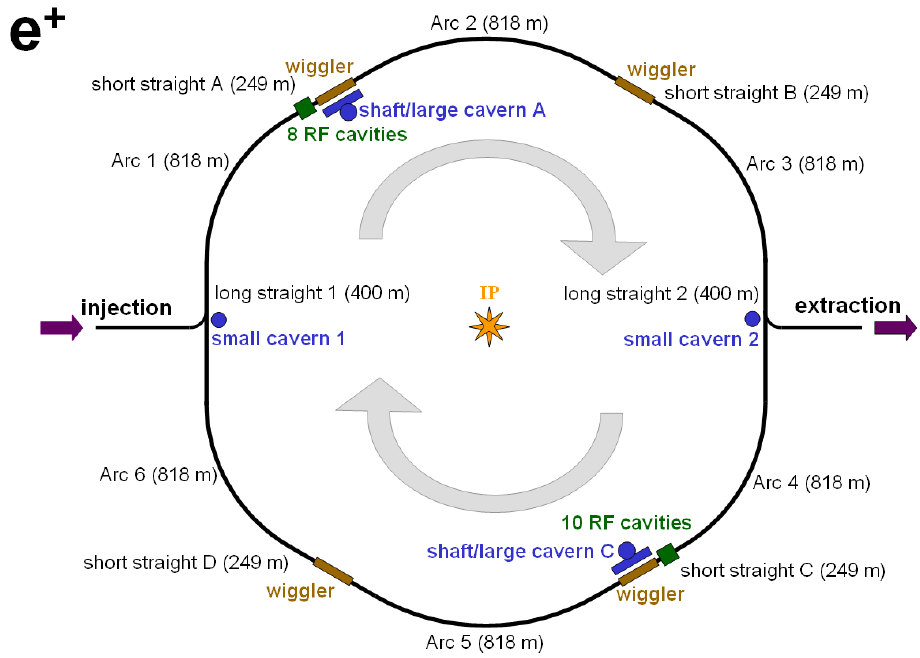 e+
Arc 2 (818 m)
wiggler
wiggler
short straight A (249 m)
short straight B (249 m)
shaft/large cavern A
8 RF cavities
Arc 1 (818 m)
Arc 3 (818 m)
long straight 1 (400 m)
IP
long straight 2 (400 m)
injection
extraction
small cavern 1
small cavern 2
Arc 6 (818 m)
Arc 4 (818 m)
10 RF cavities
shaft/large cavern C
short straight D (249 m)
short straight C (249 m)
wiggler
wiggler
Arc 5 (818 m)